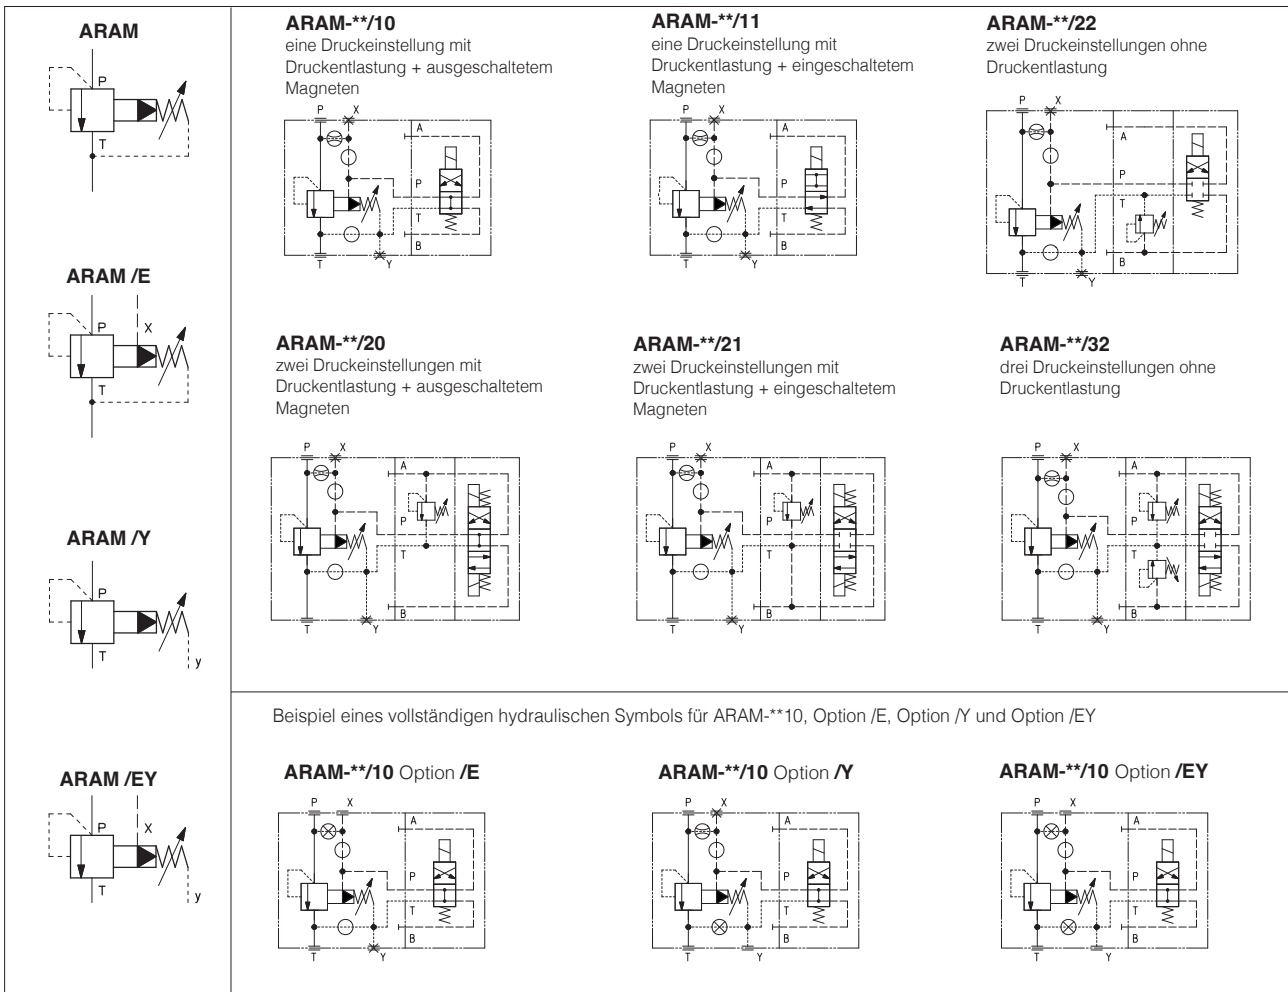 ARAM
P
T
ARAM /E
P X
T
ARAM /Y
P
T
y
ARAM /EY
P X
T
y
ARAM-**/10
eine Druckeinstellung mit
Druckentlastung + ausgeschaltetem
Magneten
P X
A
P
T
B
T Y
ARAM-**/11
eine Druckeinstellung mit
Druckentlastung + eingeschaltetem
Magneten
P X
A
P
T
B
T Y
ARAM-**/22
zwei Druckeinstellungen ohne
Druckentlastung
P X
A
P
T
B
T Y
ARAM-**/20
zwei Druckeinstellungen mit
Druckentlastung + ausgeschaltetem
Magneten
P X
A
P
T
B
T Y
ARAM-**/21
zwei Druckeinstellungen mit
Druckentlastung + eingeschaltetem
Magneten
P X
A
P
T
B
T Y
ARAM-**/32
drei Druckeinstellungen ohne
Druckentlastung
P X
A
P
T
B
T Y
Beispiel eines vollständigen hydraulischen Symbols für ARAM-**10, Option /E, Option /Y und Option /EY
ARAM-**/10 Option /E
P X
A
P
T
B
T Y
ARAM-**/10 Option /Y
P X
A
P
T
B
T Y
ARAM-**/10 Option /EY
P X
A
P
T
B
T Y